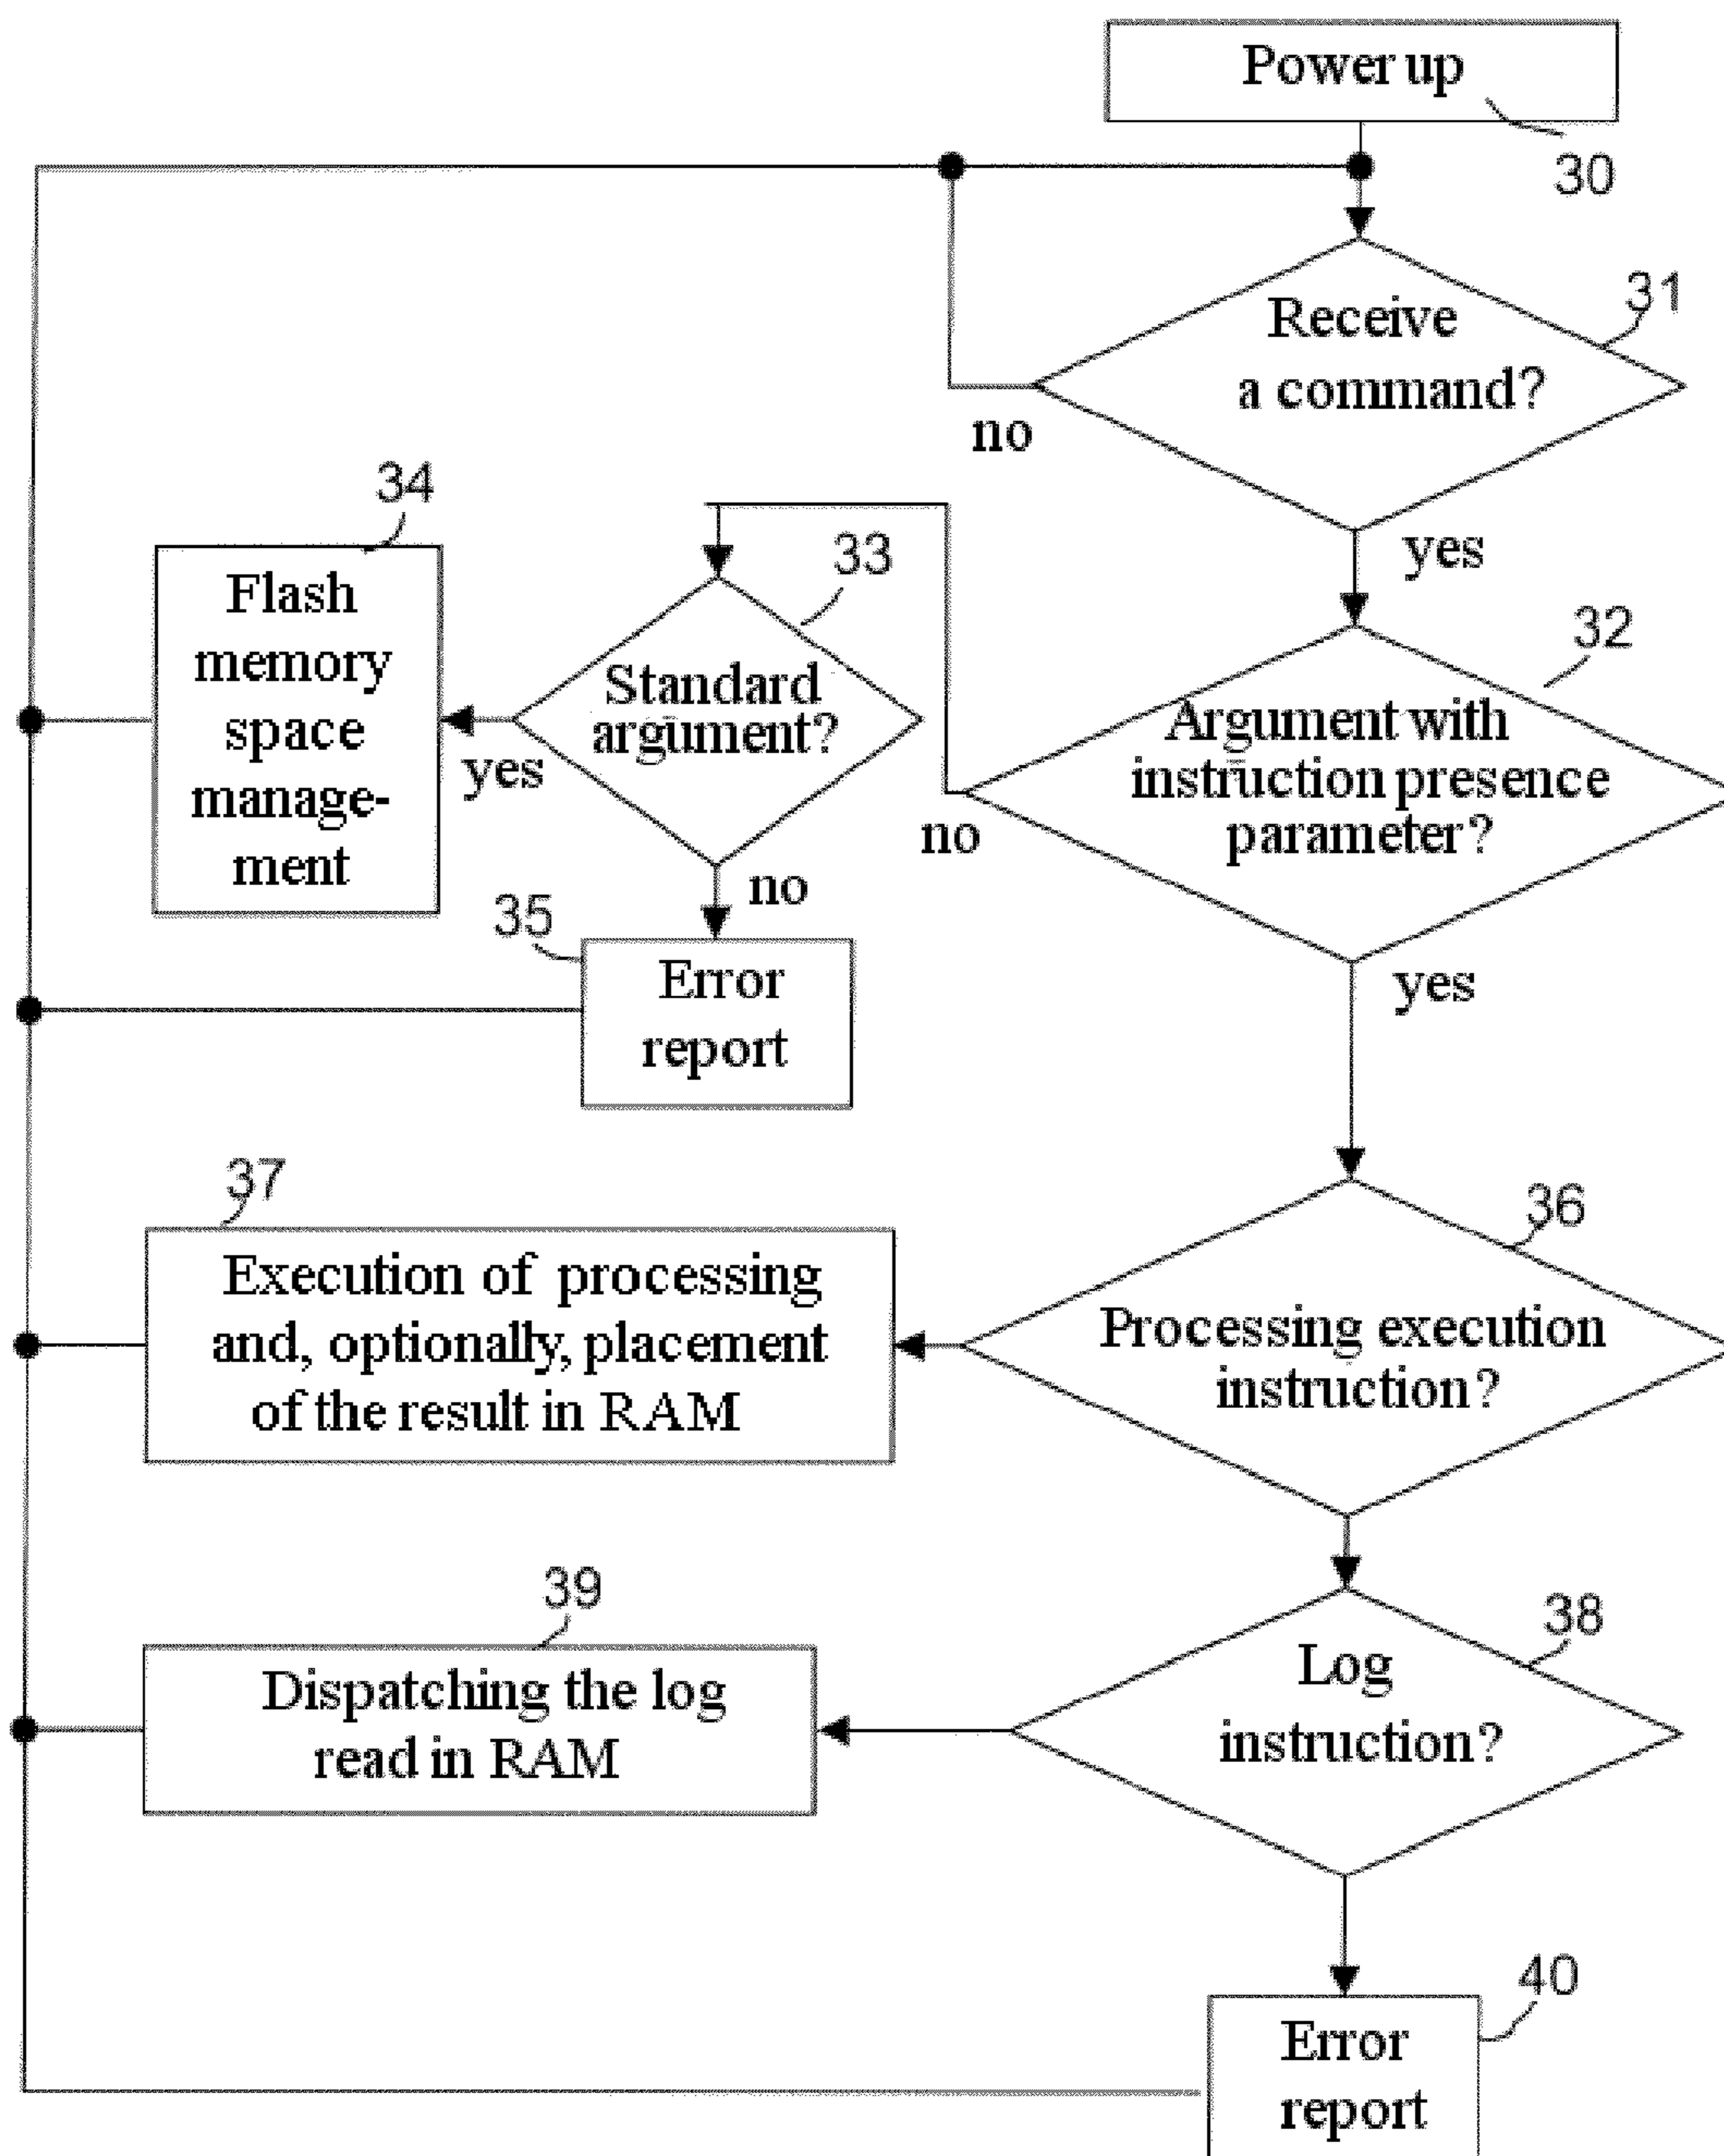 Power up
30
31
Receive
a command?
no
yes
34
33
32
Flash
memory
space
manage-
ment
Standard
argument?
yes
no
Argument with
instruction presence
parameter?
no
yes
35
Error
report
37
36
Execution of processing
and, optionally, placement
of the result in RAM
Processing execution
instruction?
39
38
Dispatching the log
read in RAM
Log
instruction?
40
Error
report